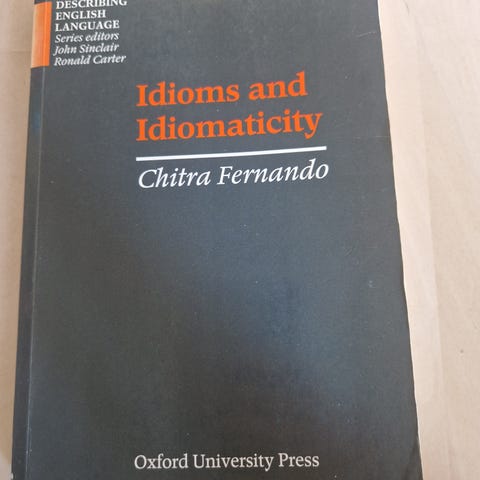 DESCRIBING
ENGLISH
LANGUAGE
Series editors
John Sinclair
Ronald Carter
Idioms and
Idiomaticity
Chitra Fernando
Oxford University Press